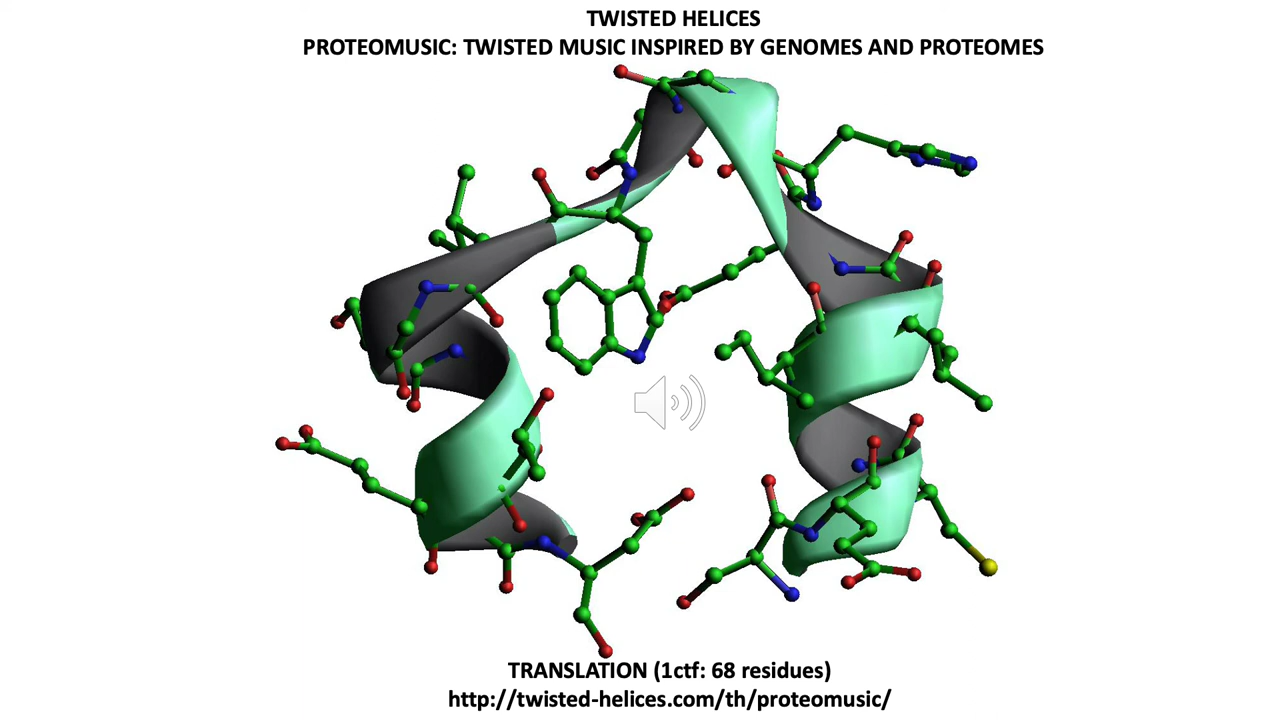 TWISTED HELICES
PROTEOMUSIC: TWISTED MUSIC INSPIRED BY GENOMES AND PROTEOMES
TRANSLATION (1ctf: 68 residues)
http://twisted-helices.com/th/proteomusic/